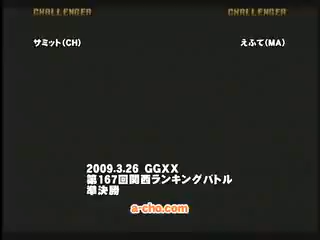 CHALLENGER CHALLENGER
サミット(CH) えふて(MA)
2009.3.26 GGXX
第167回関西ランキングバトル
準決勝
a-cho.com